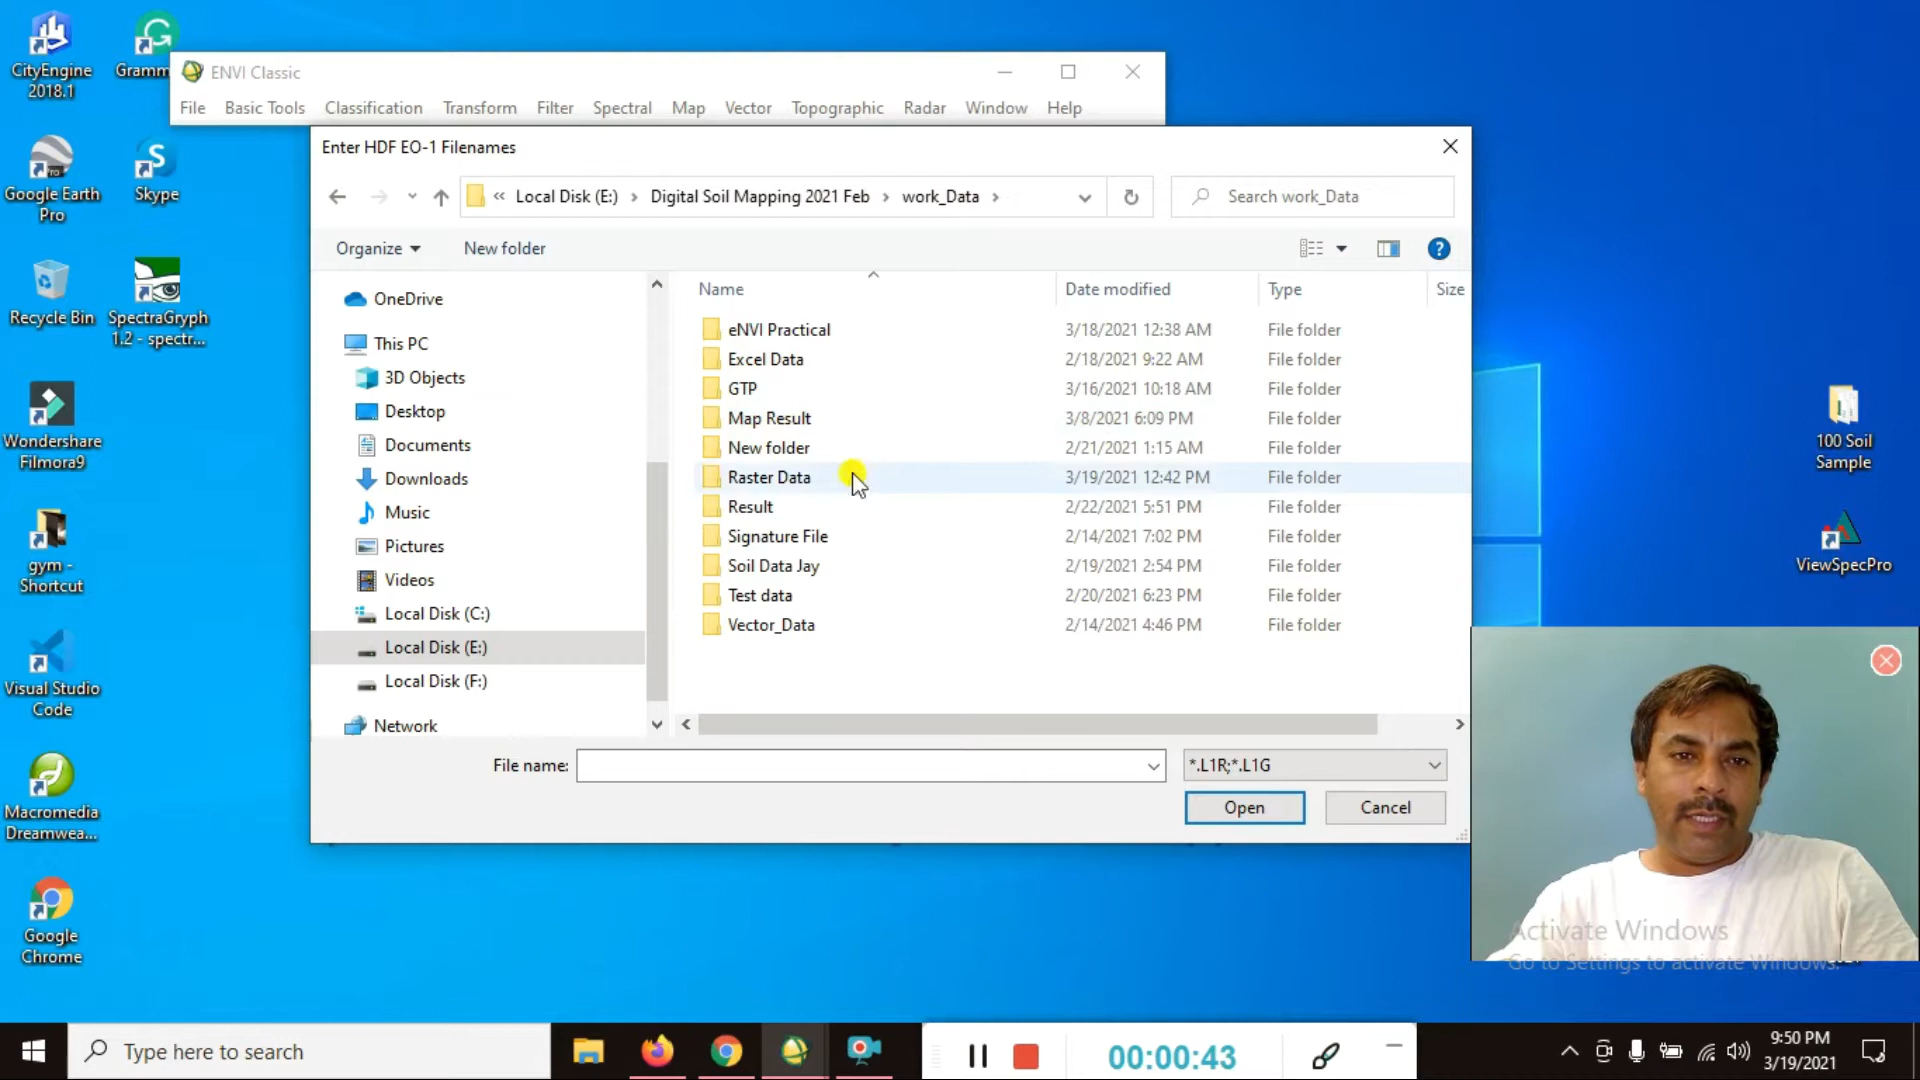 CityEngine
2018.1
Gramm
Google Earth
Pro
Skype
Recycle Bin
SpectraGryph
1.2 - spectr...
Wondershare
Filmora9
gym -
Shortcut
Visual Studio
Code
Macromedia
Dreamwea...
Google
Chrome
ENVI Classic
File Basic Tools Classification Transform Filter Spectral Map Vector Topographic Radar Window Help
Enter HDF EO-1 Filenames
« Local Disk (E:) › Digital Soil Mapping 2021 Feb › work_Data ›
Search work_Data
Organize New folder
OneDrive
This PC
3D Objects
Desktop
Documents
Downloads
Music
Pictures
Videos
Local Disk (C:)
Local Disk (E:)
Local Disk (F:)
Network
Name Date modified Type Size
eNVI Practical 3/18/2021 12:38 AM File folder
Excel Data 2/18/2021 9:22 AM File folder
GTP 3/16/2021 10:18 AM File folder
Map Result 3/8/2021 6:09 PM File folder
New folder 2/21/2021 1:15 AM File folder
Raster Data 3/19/2021 12:42 PM File folder
Result 2/22/2021 5:51 PM File folder
Signature File 2/14/2021 7:02 PM File folder
Soil Data Jay 2/19/2021 2:54 PM File folder
Test data 2/20/2021 6:23 PM File folder
Vector_Data 2/14/2021 4:46 PM File folder
File name:
*.L1R;*.L1G
Open Cancel
100 Soil
Sample
ViewSpecPro
Activate Windows
Go to Settings to activate Windows.
Type here to search
00:00:43
9:50 PM
3/19/2021